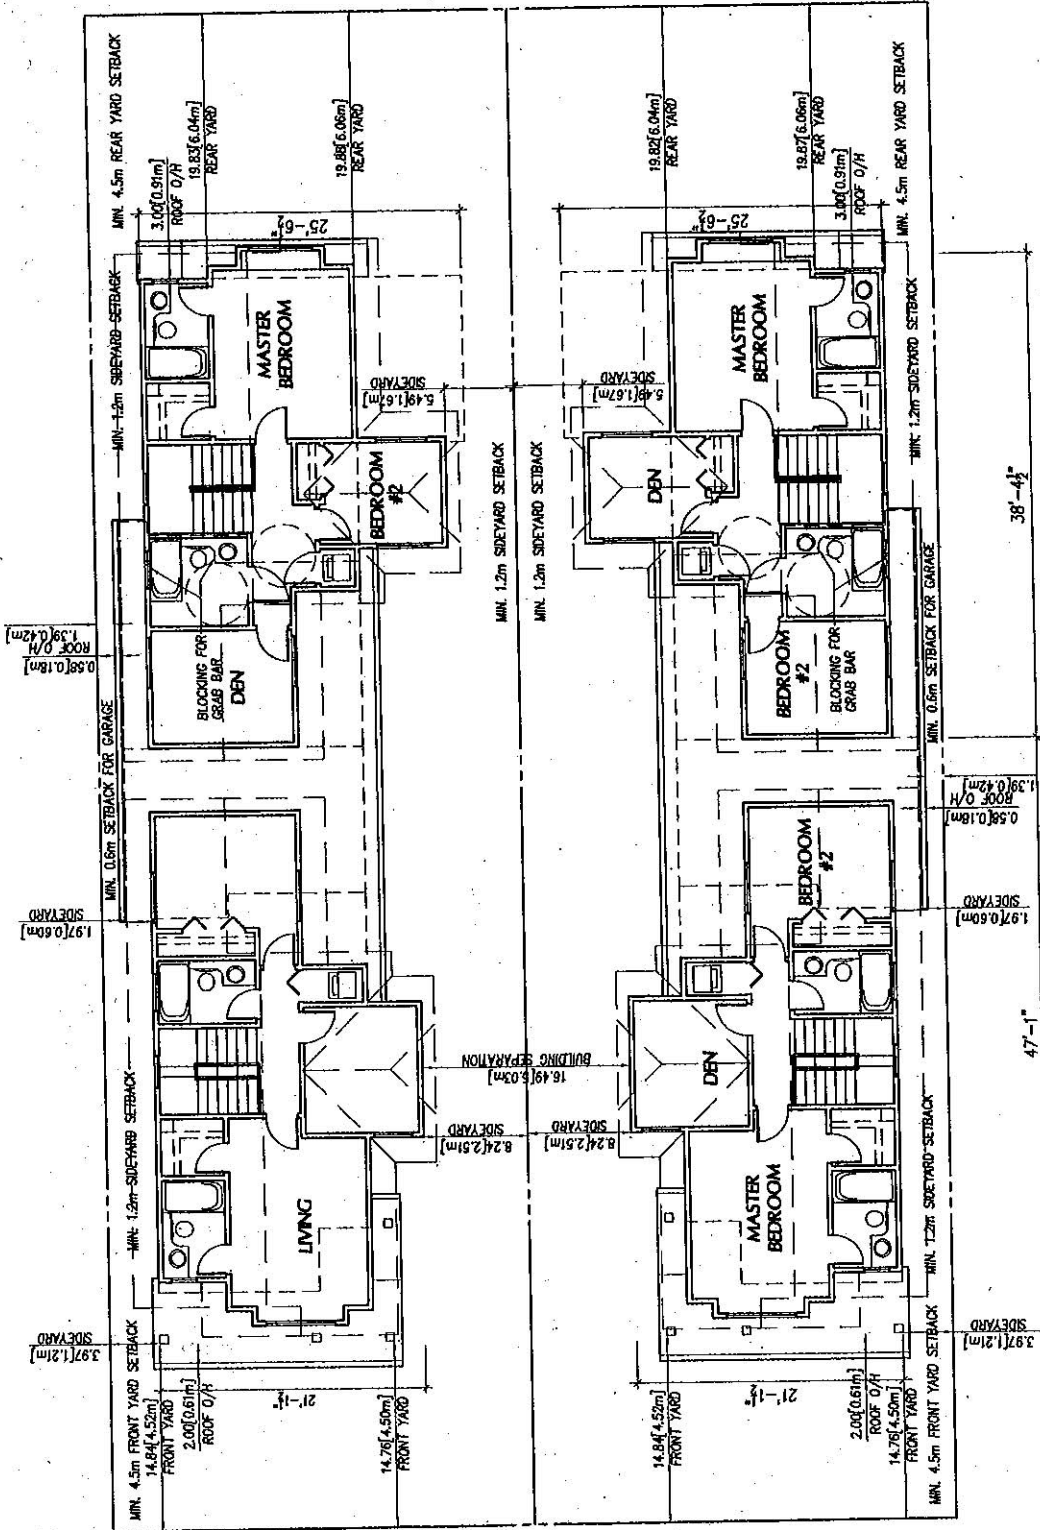 MIN. 4.5m REAR YARD SETBACK
19.83[6.04m]
REAR YARD
3.00[0.91m]
ROOF O/H
19.88[6.06m]
REAR YARD
25'-6½"
MIN. 1.2m SIDEYARD SETBACK
MASTER
BEDROOM
SIDEYARD
5.49[1.67m]
BEDROOM
#2
MIN. 1.2m SIDEYARD SETBACK
BLOCKING FOR
GRAB BAR
DEN
ROOF O/H
1.39[0.42m]
0.58[0.18m]
MIN. 0.6m SETBACK FOR GARAGE
SIDEYARD
1.97[0.60m]
MIN. 1.2m SIDEYARD SETBACK
LIVING
SIDEYARD
8.24[2.51m]
BUILDING SEPARATION
16.49[5.03m]
SIDEYARD
3.97[1.21m]
MIN. 4.5m FRONT YARD SETBACK
14.84[4.52m]
FRONT YARD
2.00[0.61m]
ROOF O/H
21'-1½"
14.76[4.50m]
FRONT YARD
19.82[6.04m]
REAR YARD
19.87[6.06m]
REAR YARD
3.00[0.91m]
ROOF O/H
MIN. 4.5m REAR YARD SETBACK
25'-6½"
MASTER
BEDROOM
SIDEYARD
5.49[1.67m]
DEN
MIN. 1.2m SIDEYARD SETBACK
MIN. 1.2m SIDEYARD SETBACK
BEDROOM
#2
BLOCKING FOR
GRAB BAR
MIN. 0.6m SETBACK FOR GARAGE
38'-4½"
1.39[0.42m]
ROOF O/H
0.58[0.18m]
BEDROOM
#2
SIDEYARD
1.97[0.60m]
DEN
SIDEYARD
8.24[2.51m]
47'-1"
MASTER
BEDROOM
MIN. 1.2m SIDEYARD SETBACK
SIDEYARD
3.97[1.21m]
21'-1½"
14.84[4.52m]
FRONT YARD
2.00[0.61m]
ROOF O/H
14.76[4.50m]
FRONT YARD
MIN. 4.5m FRONT YARD SETBACK